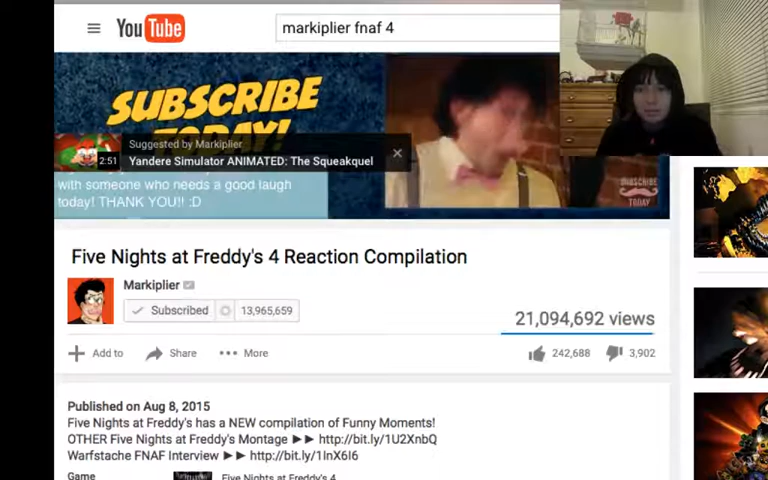 YouTube
markiplier fnaf 4
SUBSCRIBE
TODAY!
Suggested by Markiplier
2:51
Yandere Simulator ANIMATED: The Squeakquel
with someone who needs a good laugh
today! THANK YOU!! :D
SUBSCRIBE
TODAY
Five Nights at Freddy's 4 Reaction Compilation
Markiplier
Subscribed 13,965,659
21,094,692 views
Add to Share More 242,688 3,902
Published on Aug 8, 2015
Five Nights at Freddy's has a NEW compilation of Funny Moments!
OTHER Five Nights at Freddy's Montage ►► http://bit.ly/1U2XnbQ
Warfstache FNAF Interview ►► http://bit.ly/1InX6I6
Game Five Nights at Freddy's 4